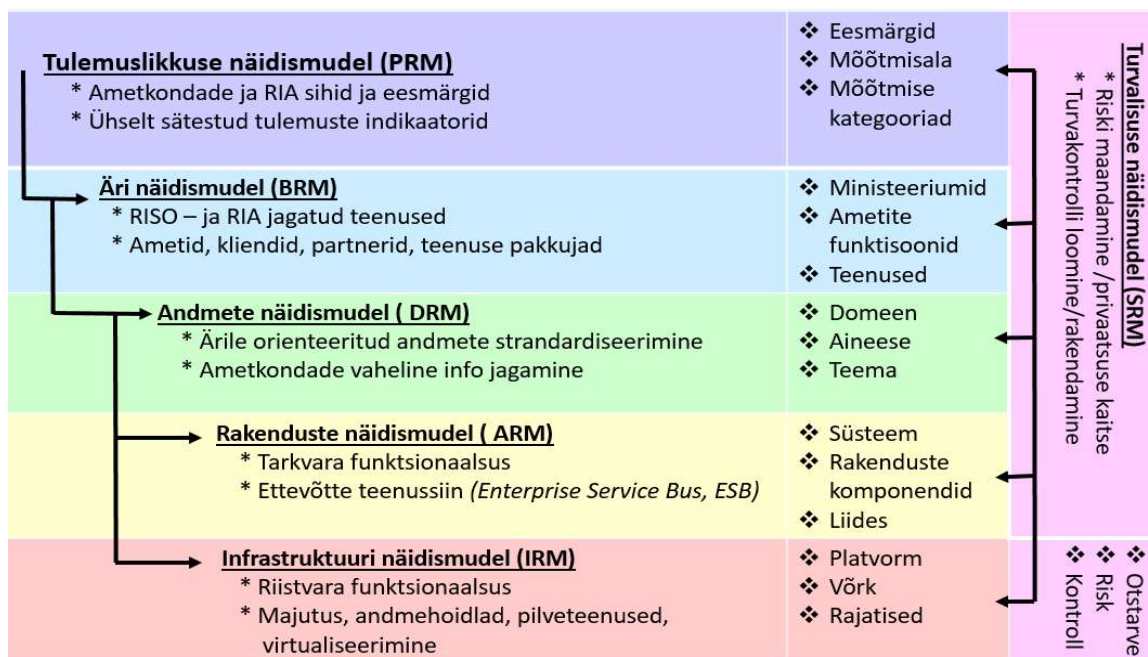 Tulemuslikkuse näidismudel (PRM)
* Ametkondade ja RIA sihid ja eesmärgid
* Ühselt sätestud tulemuste indikaatorid
❖ Eesmärgid
❖ Mõõtmisala
❖ Mõõtmise
kategooriad
Äri näidismudel (BRM)
* RISO – ja RIA jagatud teenused
* Ametid, kliendid, partnerid, teenuse pakkujad
❖ Ministeeriumid
❖ Ametite
funktisoonid
❖ Teenused
Andmete näidismudel ( DRM)
* Ärile orienteeritud andmete strandardiseerimine
* Ametkondade vaheline info jagamine
❖ Domeen
❖ Aineese
❖ Teema
Rakenduste näidismudel ( ARM)
* Tarkvara funktsionaalsus
* Ettevõtte teenussiin (Enterprise Service Bus, ESB)
❖ Süsteem
❖ Rakenduste
komponendid
❖ Liides
Infrastruktuuri näidismudel (IRM)
* Riistvara funktsionaalsus
* Majutus, andmehoidlad, pilveteenused,
virtualiseerimine
❖ Platvorm
❖ Võrk
❖ Rajatised
Turvalisuse näidismudel (SRM)
* Riski maandamine /privaatsuse kaitse
* Turvakontrolli loomine/rakendamine
❖ Otstarve
❖ Risk
❖ Kontroll